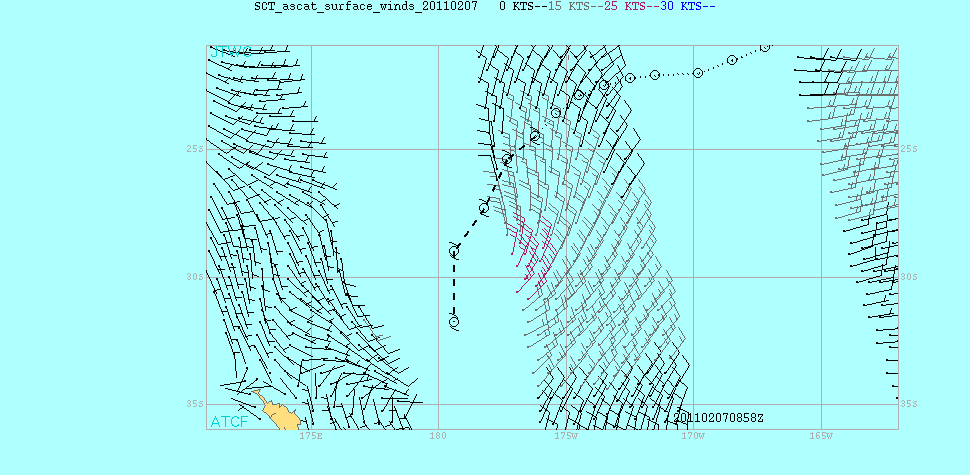 SCT_ascat_surface_winds_20110207 0 KTS--15 KTS--25 KTS--30 KTS--
JTWC
25S 25S
30S 30S
35S 35S
201102070858Z
ATCF
175E 180 175W 170W 165W